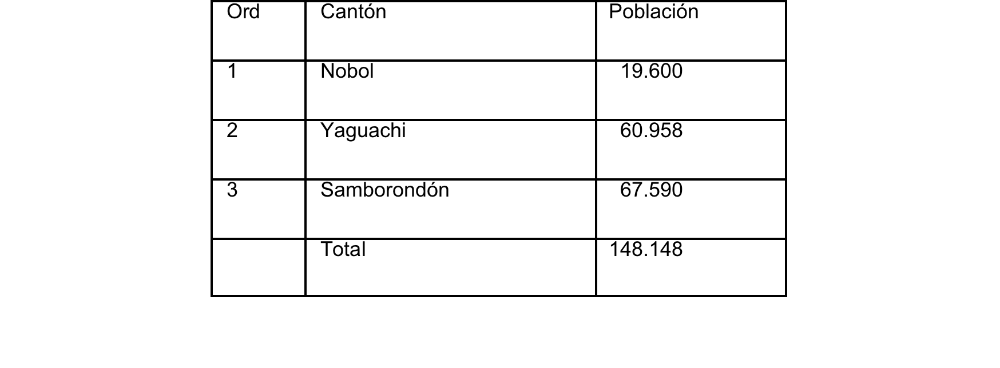 Ord Cantón Población
1 Nobol 19.600
2 Yaguachi 60.958
3 Samborondón 67.590
Total 148.148